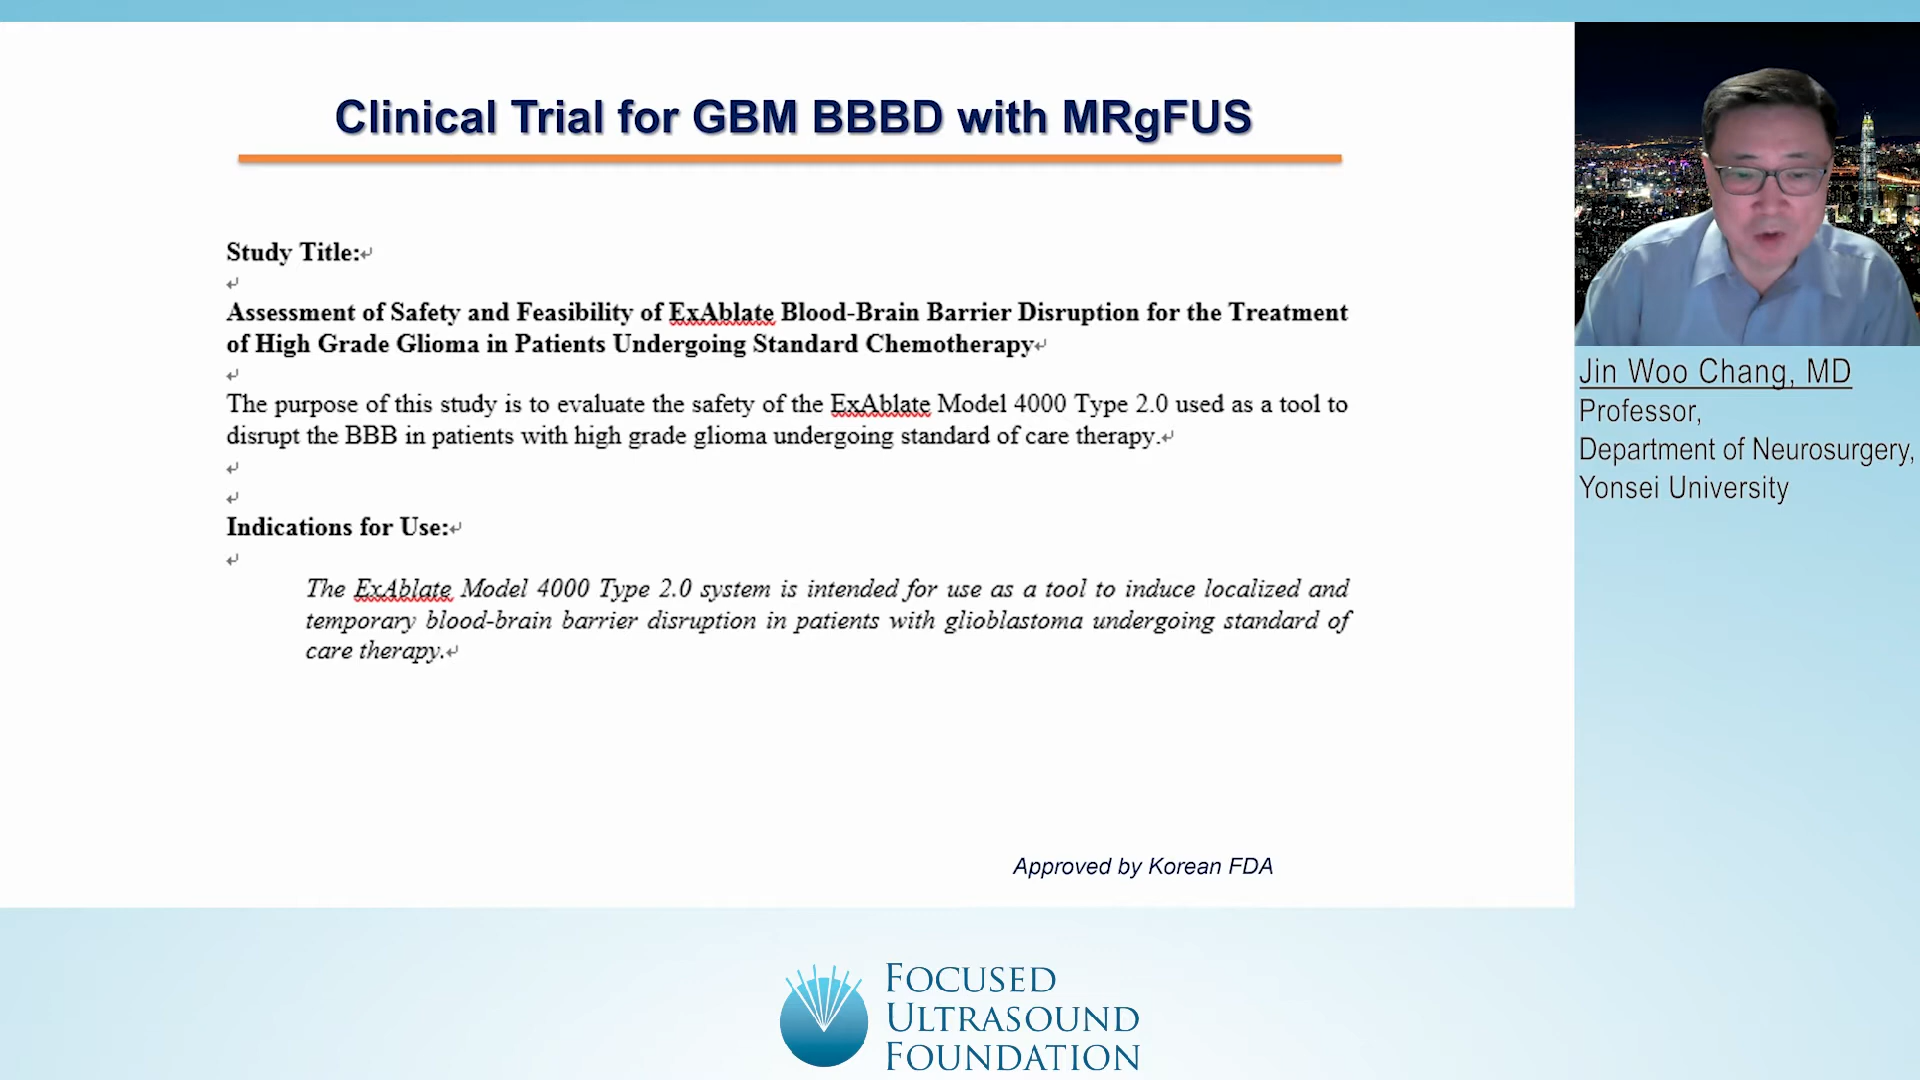 Clinical Trial for GBM BBBD with MRgFUS
Study Title:
Assessment of Safety and Feasibility of ExAblate Blood-Brain Barrier Disruption for the Treatment
of High Grade Glioma in Patients Undergoing Standard Chemotherapy
The purpose of this study is to evaluate the safety of the ExAblate Model 4000 Type 2.0 used as a tool to
disrupt the BBB in patients with high grade glioma undergoing standard of care therapy.
Indications for Use:
The ExAblate Model 4000 Type 2.0 system is intended for use as a tool to induce localized and
temporary blood-brain barrier disruption in patients with glioblastoma undergoing standard of
care therapy.
Approved by Korean FDA
Jin Woo Chang, MD
Professor,
Department of Neurosurgery,
Yonsei University
FOCUSED
ULTRASOUND
FOUNDATION